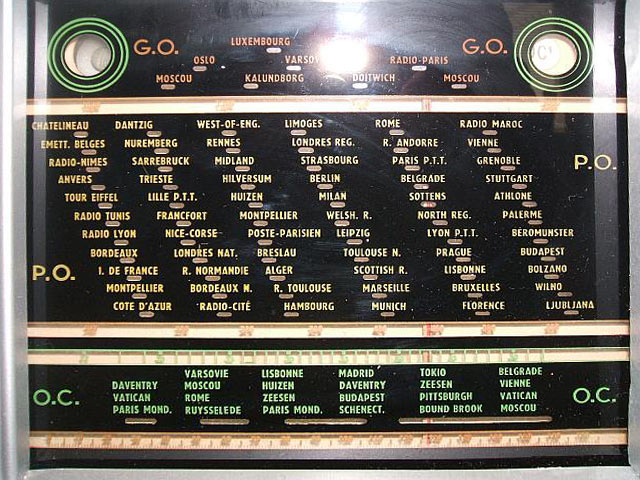 G.O. LUXEMBOURG G.O.
OSLO RADIO-PARIS
MOSCOU KALUNDBORG DOITWICH MOSCOU
CHATELINEAU DANTZIG WEST-OF-ENG. LIMOGES ROME RADIO MAROC
EMETT. BELGES NUREMBERG RENNES LONDRES REG. R. ANDORRE VIENNE
RADIO-NIMES SARREBRUCK MIDLAND STRASBOURG PARIS P.T.T. GRENOBLE P.O.
ANVERS TRIESTE HILVERSUM BERLIN BELGRADE STUTTGART
TOUR EIFFEL LILLE P.T.T. HUIZEN MILAN SOTTENS ATHLONE
RADIO TUNIS FRANCFORT MONTPELLIER WELSH. R. NORTH REG. PALERME
RADIO LYON NICE-CORSE POSTE-PARISIEN LEIPZIG LYON P.T.T. BEROMUNSTER
BORDEAUX LONDRES NAT. BRESLAU TOULOUSE N. PRAGUE BUDAPEST
P.O. I. DE FRANCE R. NORMANDIE ALGER SCOTTISH R. LISBONNE BOLZANO
MONTPELLIER BORDEAUX N. R. TOULOUSE MARSEILLE BRUXELLES WILNO
COTE D'AZUR RADIO-CITÉ HAMBOURG MUNICH FLORENCE LJUBLJANA
VARSOVIE LISBONNE MADRID TOKIO BELGRADE
DAVENTRY MOSCOU HUIZEN DAVENTRY ZEESEN VIENNE
O.C. VATICAN ROME ZEESEN BUDAPEST PITTSBURGH VATICAN O.C.
PARIS MOND. RUYSSELEDE PARIS MOND. SCHENECT. BOUND BROOK MOSCOU